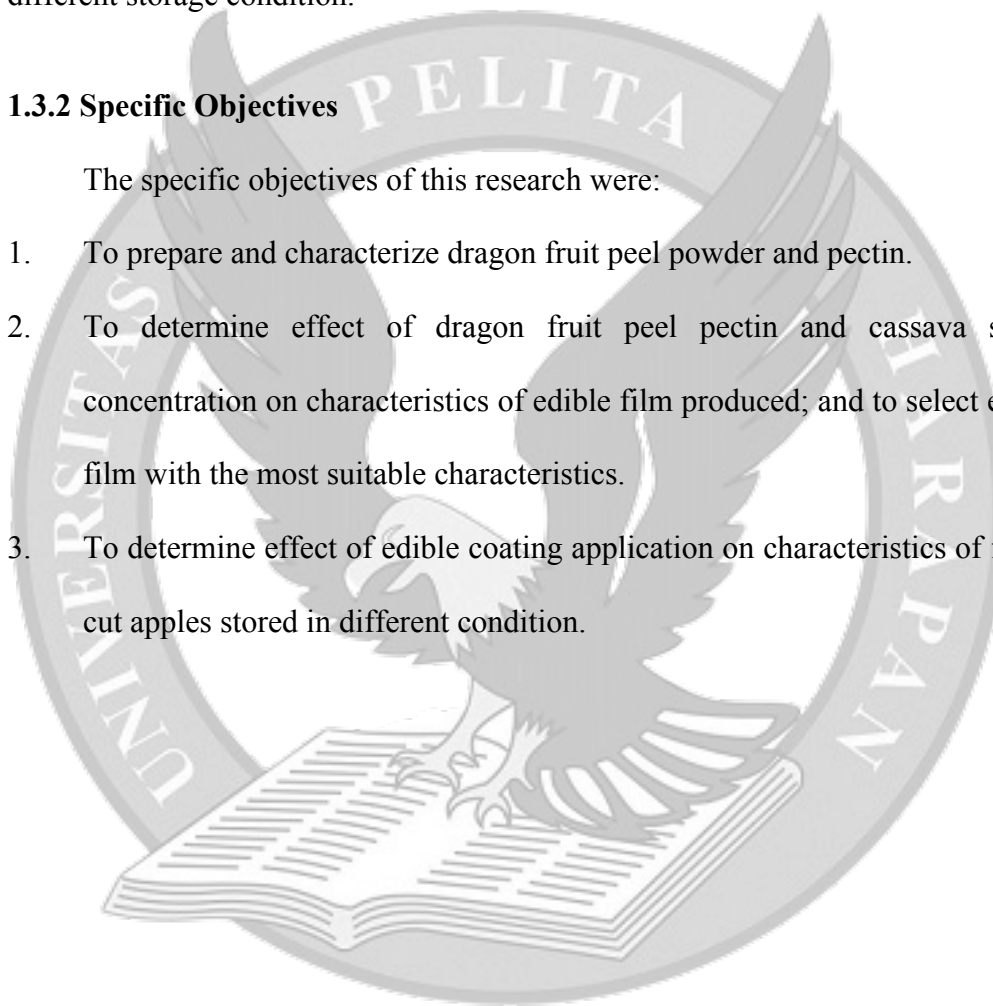 different storage condition.
1.3.2 Specific Objectives
The specific objectives of this research were:
1. To prepare and characterize dragon fruit peel powder and pectin.
2. To determine effect of dragon fruit peel pectin and cassava
concentration on characteristics of edible film produced; and to select
film with the most suitable characteristics.
3. To determine effect of edible coating application on characteristics of
cut apples stored in different condition.
UNIVERSITAS PELITA HARAPAN